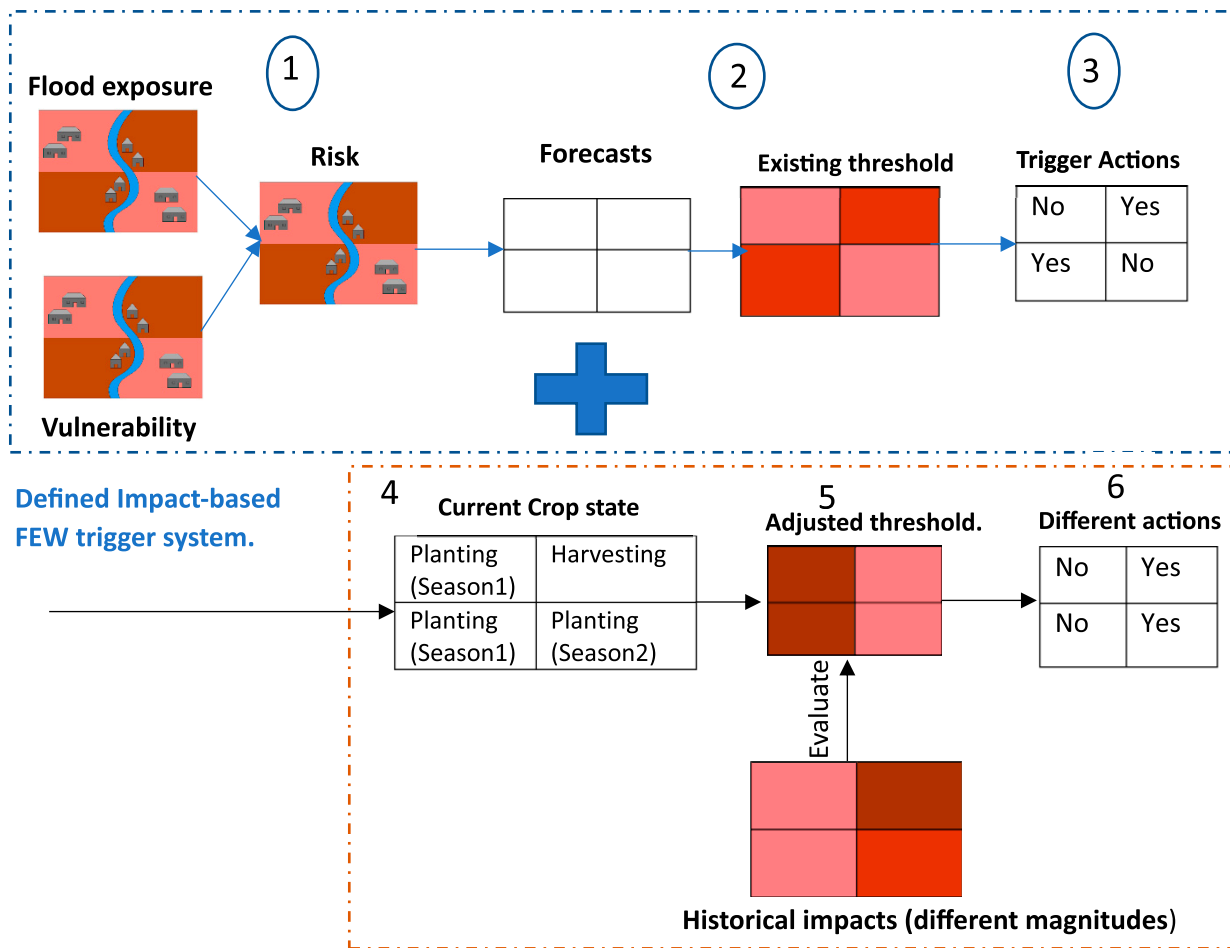 1
2
3
Flood exposure
Risk
Forecasts
Existing threshold
Trigger Actions
No Yes
Yes No
Vulnerability
Defined Impact-based
FEW trigger system.
4
5
6
Current Crop state
Adjusted threshold.
Different actions
Planting
(Season1)
Harvesting
Planting
(Season1)
Planting
(Season2)
No Yes
No Yes
Evaluate
Historical impacts (different magnitudes)